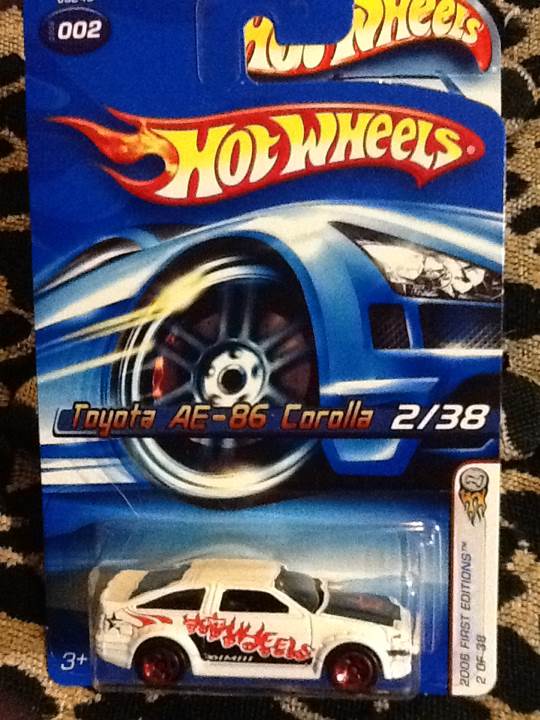 002
HOT WHEELS
HOT WHEELS
Toyota AE-86 Corolla 2/38
2006 FIRST EDITIONS™
2 OF 38
HOT WHEELS
3+